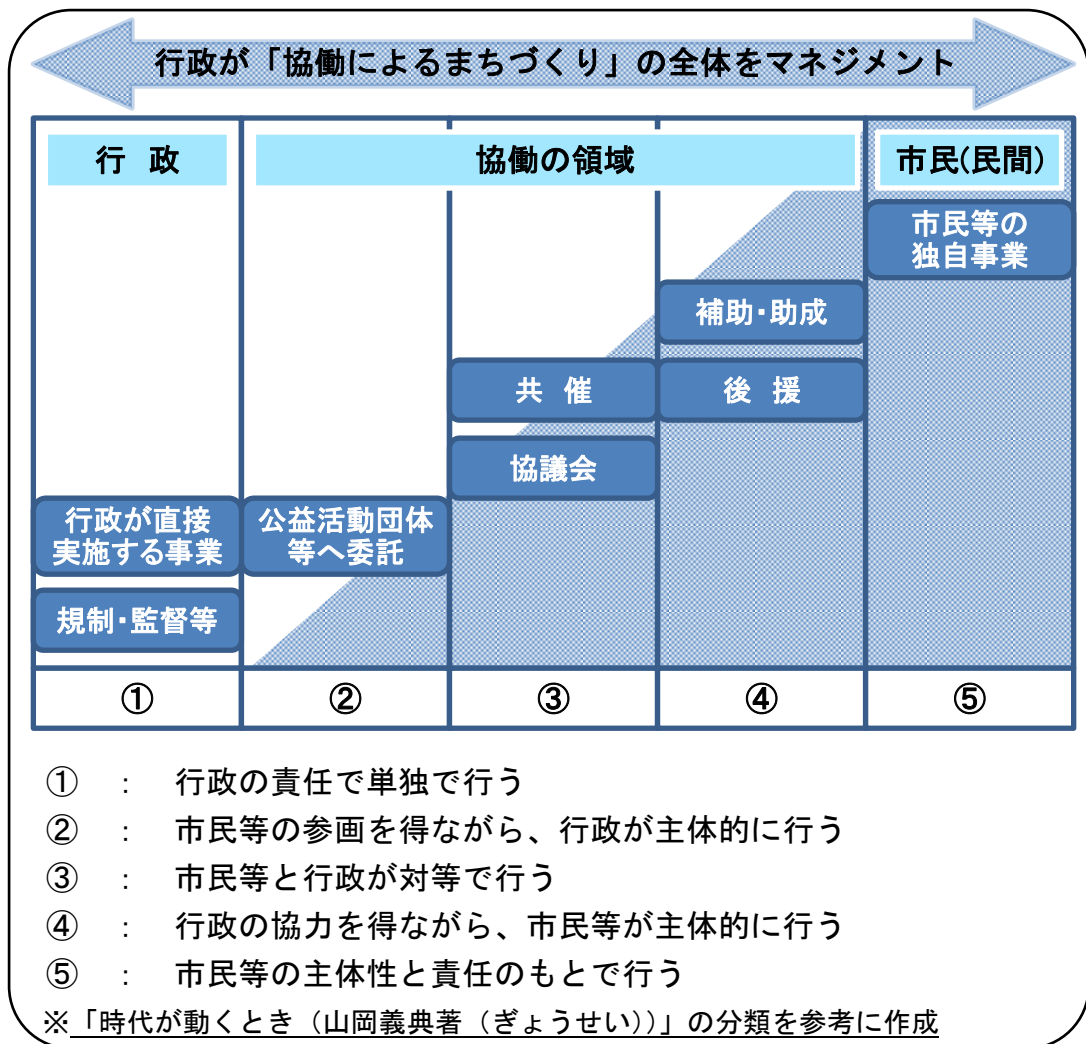 行政が「協働によるまちづくり」の全体をマネジメント
行 政
協働の領域
市民(民間)
市民等の
独自事業
補助・助成
共 催
後 援
協議会
行政が直接
実施する事業
公益活動団体
等へ委託
規制・監督等
① ② ③ ④ ⑤
① : 行政の責任で単独で行う
② : 市民等の参画を得ながら、行政が主体的に行う
③ : 市民等と行政が対等で行う
④ : 行政の協力を得ながら、市民等が主体的に行う
⑤ : 市民等の主体性と責任のもとで行う
※「時代が動くとき（山岡義典著（ぎょうせい））」の分類を参考に作成